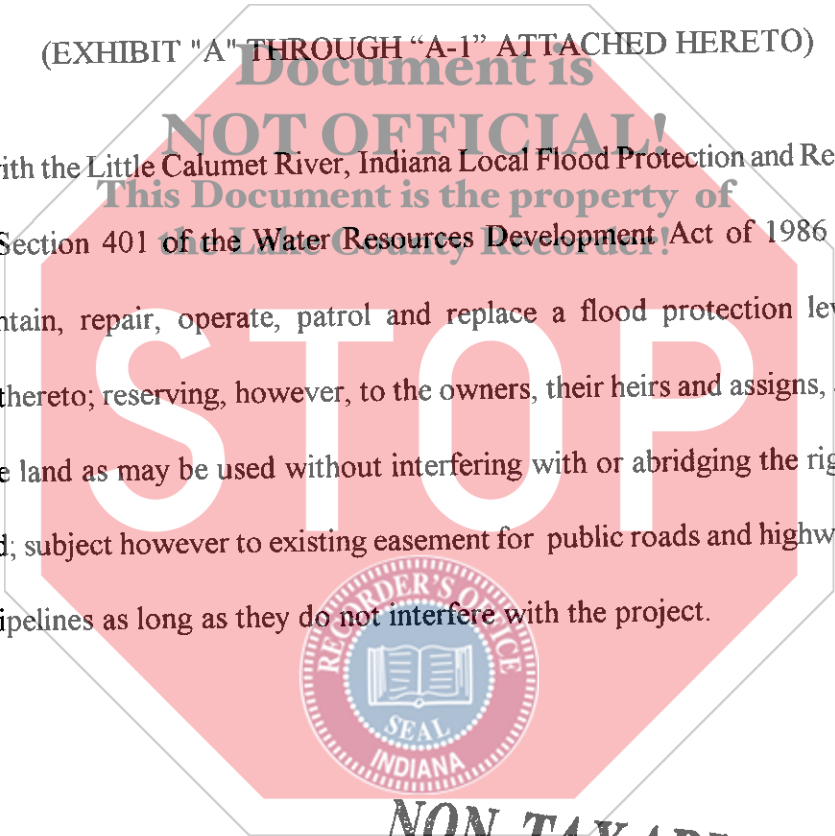 (EXHIBIT "A" THROUGH “A-1” ATTACHED HERETO)
Document is
NOT OFFICIAL!
ith the Little Calumet River, Indiana Local Flood Protection and Re
This Document is the property of
Section 401 of the Water Resources Development Act of 1986
the Lake County Recorder!
ntain, repair, operate, patrol and replace a flood protection lev
thereto; reserving, however, to the owners, their heirs and assigns,
STOP
e land as may be used without interfering with or abridging the rig
d; subject however to existing easement for public roads and highw
ipelines as long as they do not interfere with the project.
RECORDER'S OFFICE
SEAL
INDIANA
NON TAXABL